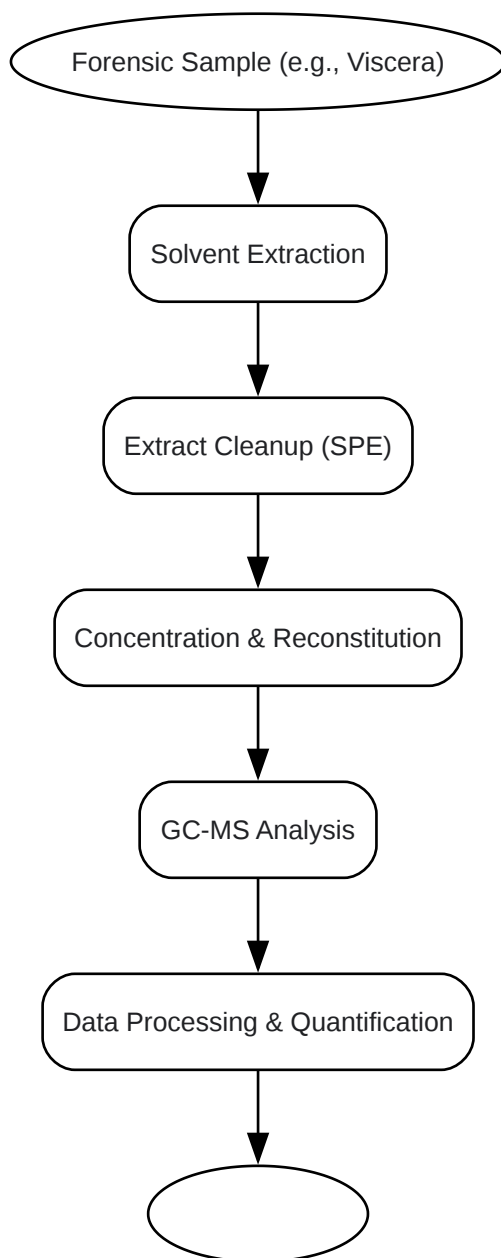 Forensic Sample (e.g., Viscera)
Solvent Extraction
Extract Cleanup (SPE)
Concentration & Reconstitution
GC-MS Analysis
Data Processing & Quantification